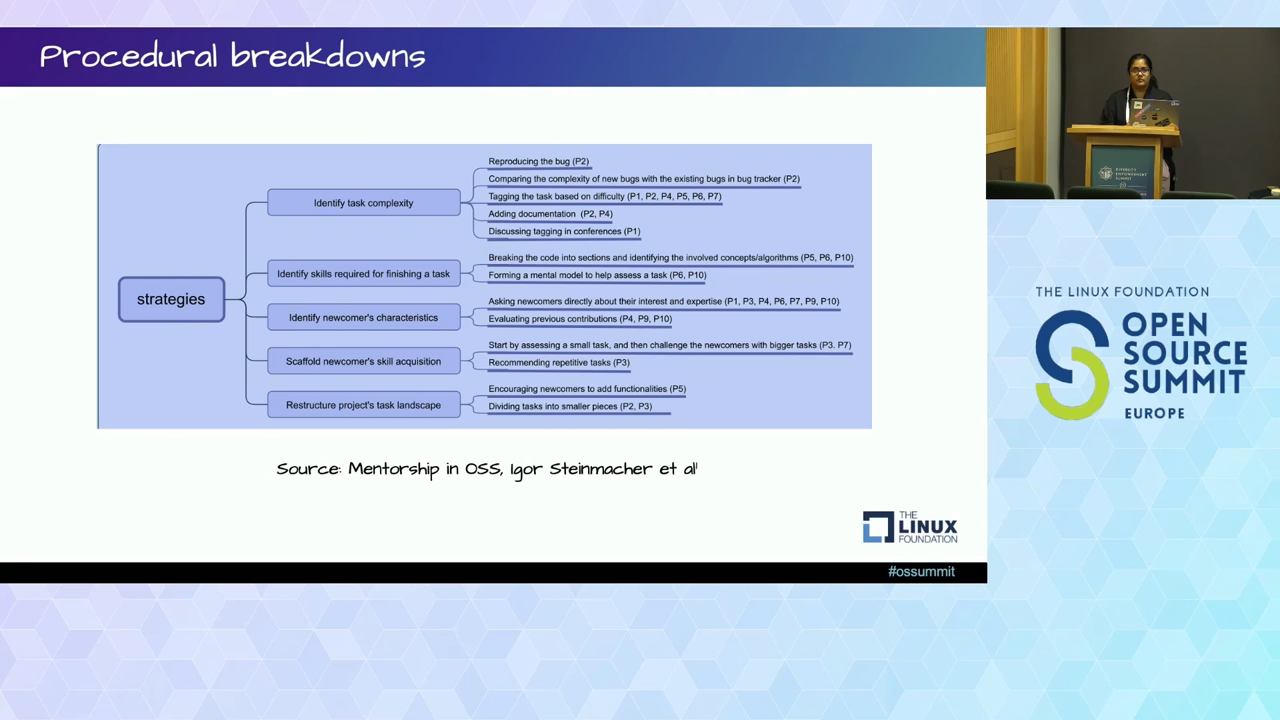 Procedural breakdowns
strategies
Identify task complexity
Reproducing the bug (P2)
Comparing the complexity of new bugs with the existing bugs in bug tracker (P2)
Tagging the task based on difficulty (P1, P2, P4, P5, P6, P7)
Adding documentation (P2, P4)
Discussing tagging in conferences (P1)
Identify skills required for finishing a task
Breaking the code into sections and identifying the involved concepts/algorithms (P5, P6, P10)
Forming a mental model to help assess a task (P6, P10)
Identify newcomer's characteristics
Asking newcomers directly about their interest and expertise (P1, P3, P4, P6, P7, P9, P10)
Evaluating previous contributions (P4, P9, P10)
Scaffold newcomer's skill acquisition
Start by assessing a small task, and then challenge the newcomers with bigger tasks (P3. P7)
Recommending repetitive tasks (P3)
Restructure project's task landscape
Encouraging newcomers to add functionalities (P5)
Dividing tasks into smaller pieces (P2, P3)
Source: Mentorship in OSS, Igor Steinmacher et al'
THE
LINUX
FOUNDATION
#ossummit
EMPOWERMENT
SUMMIT
THE LINUX FOUNDATION
OPEN
SOURCE
SUMMIT
EUROPE